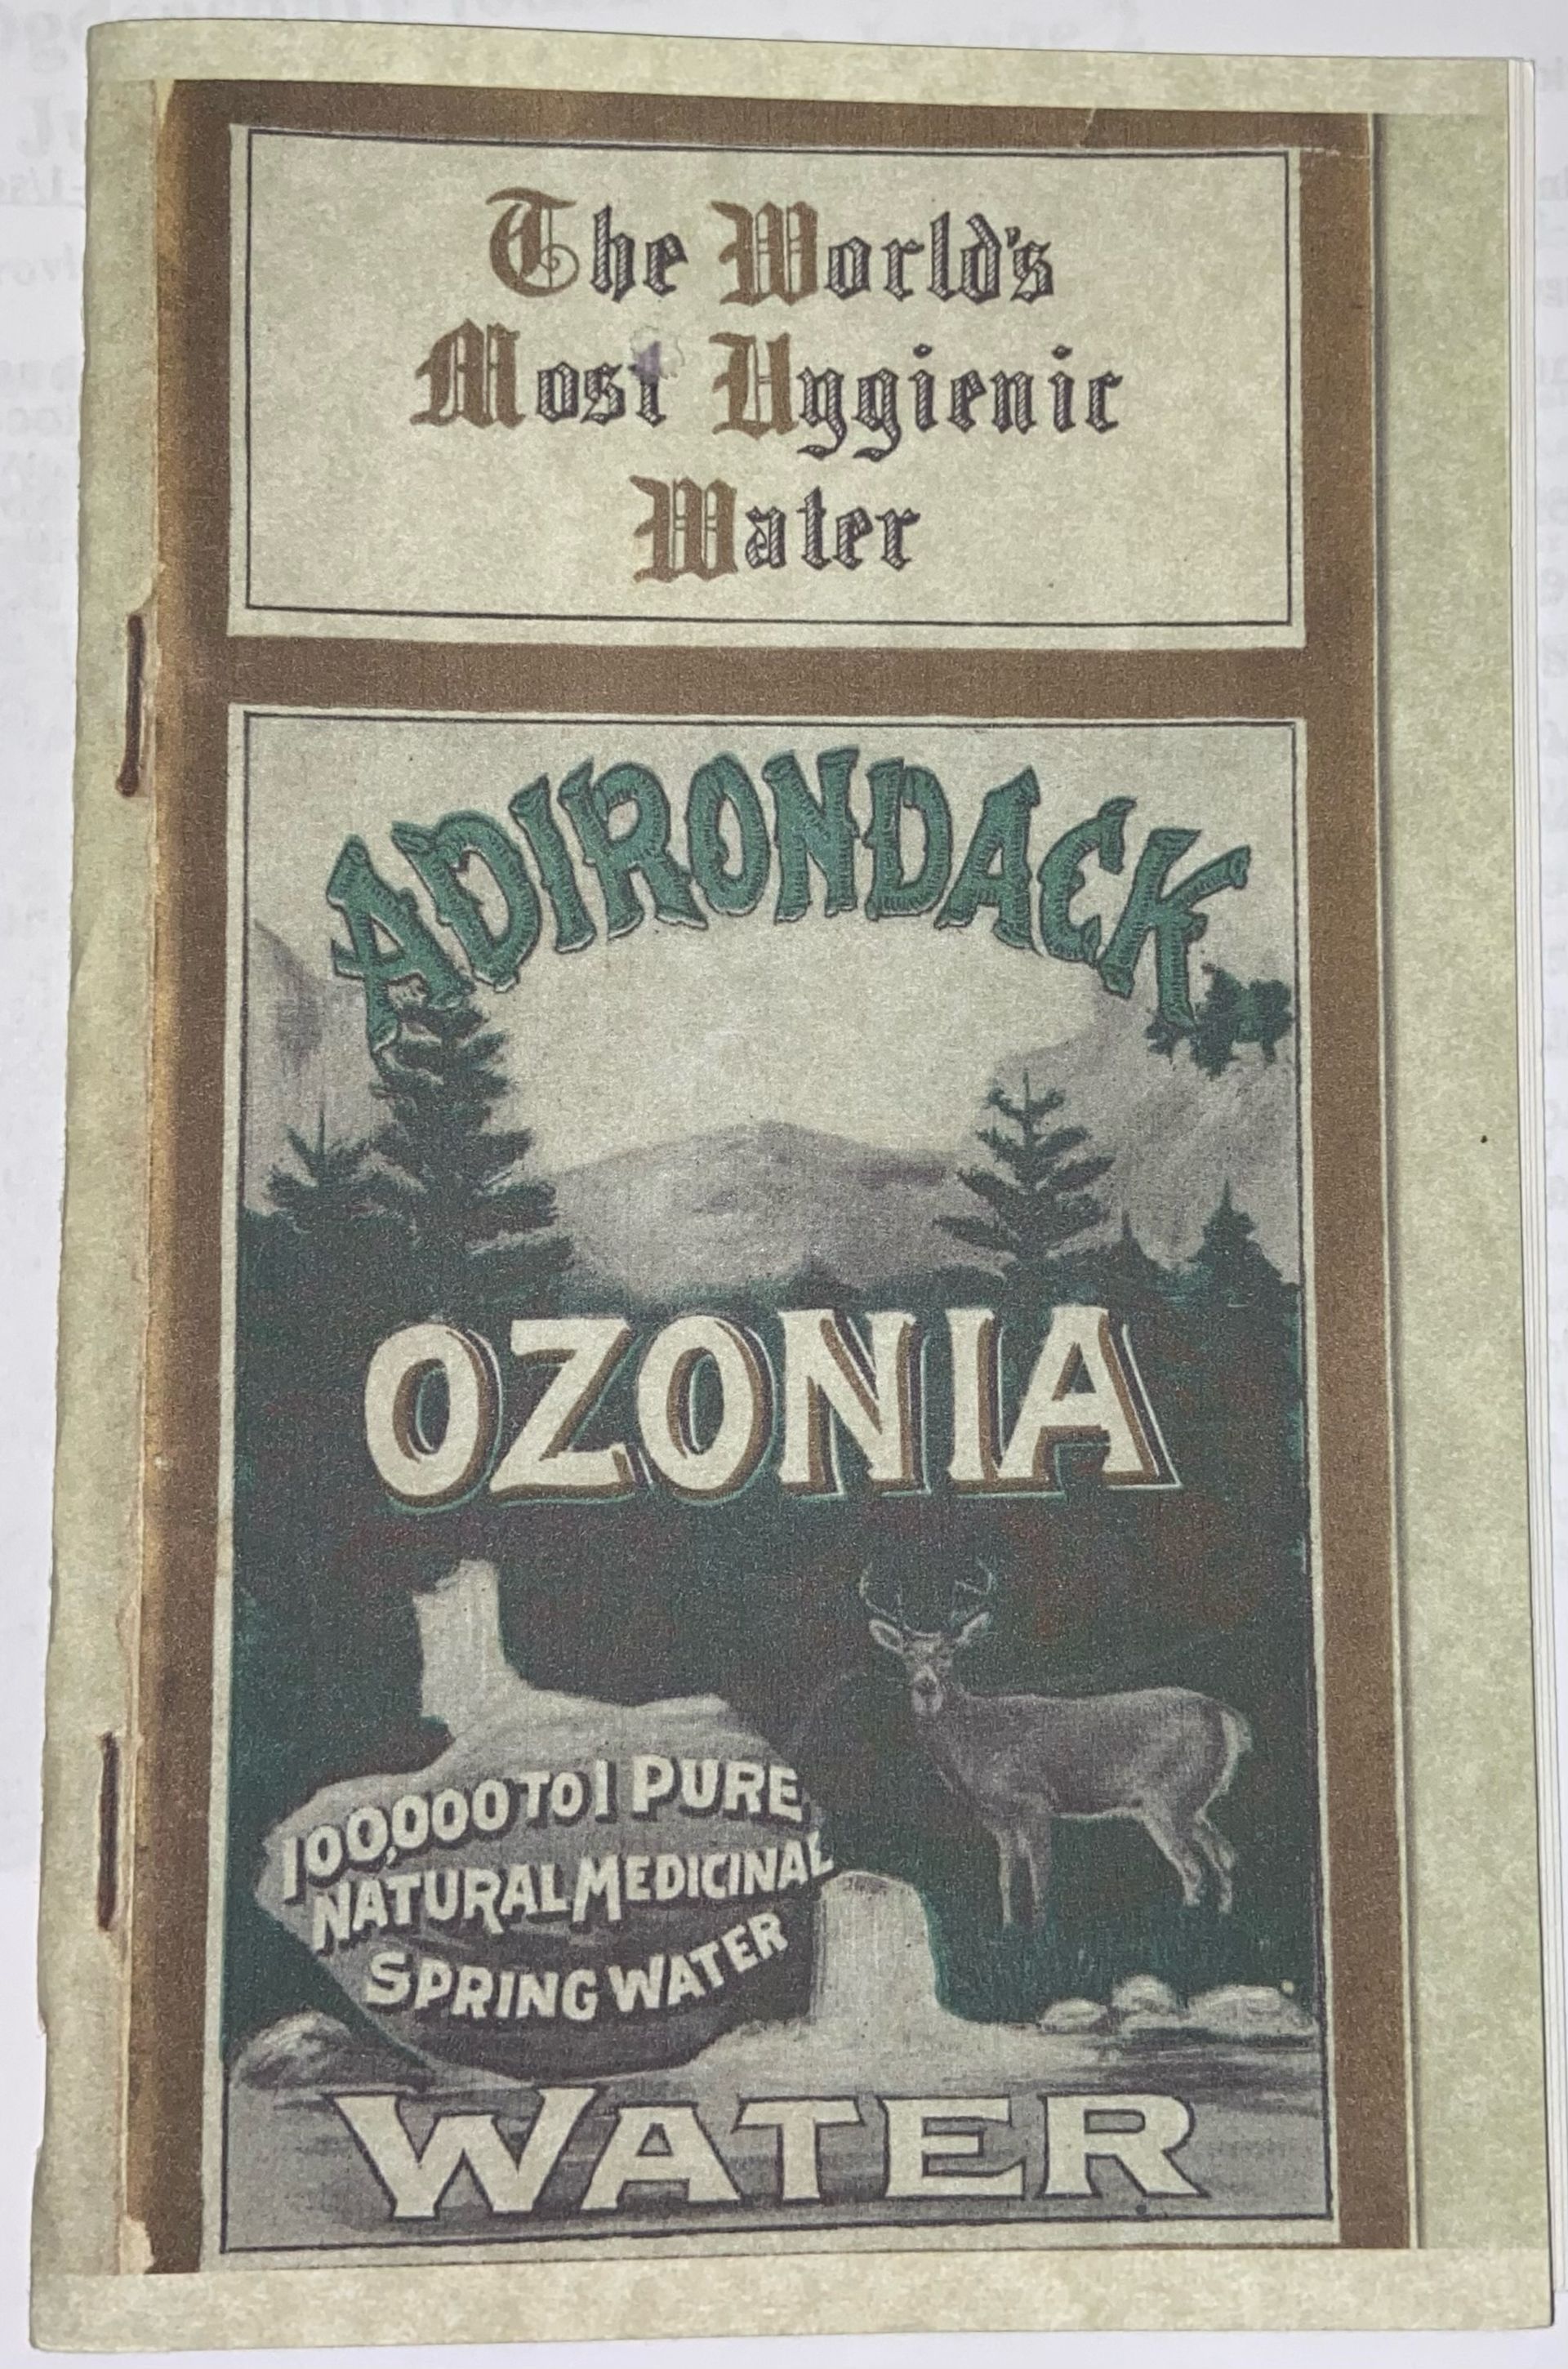 The World's
Most Hygienic
Water
ADIRONDACK
OZONIA
100,000 TO 1 PURE
NATURAL MEDICINAL
SPRING WATER
WATER